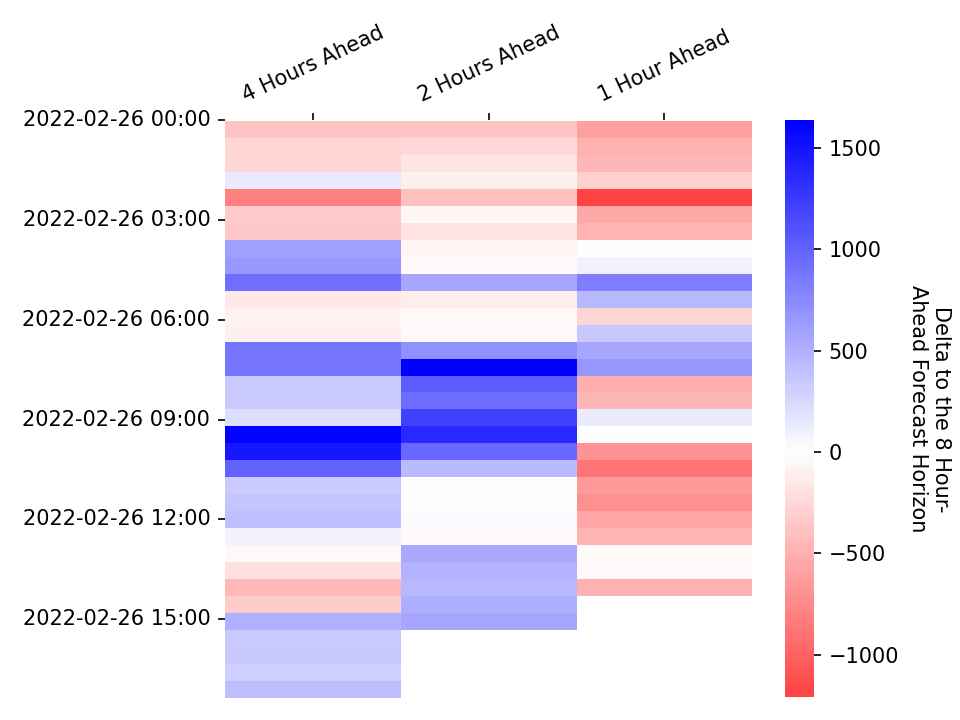 4 Hours Ahead
2 Hours Ahead
1 Hour Ahead
2022-02-26 00:00
2022-02-26 03:00
2022-02-26 06:00
2022-02-26 09:00
2022-02-26 12:00
2022-02-26 15:00
1500
1000
500
0
−500
−1000
Delta to the 8 Hour-
Ahead Forecast Horizon